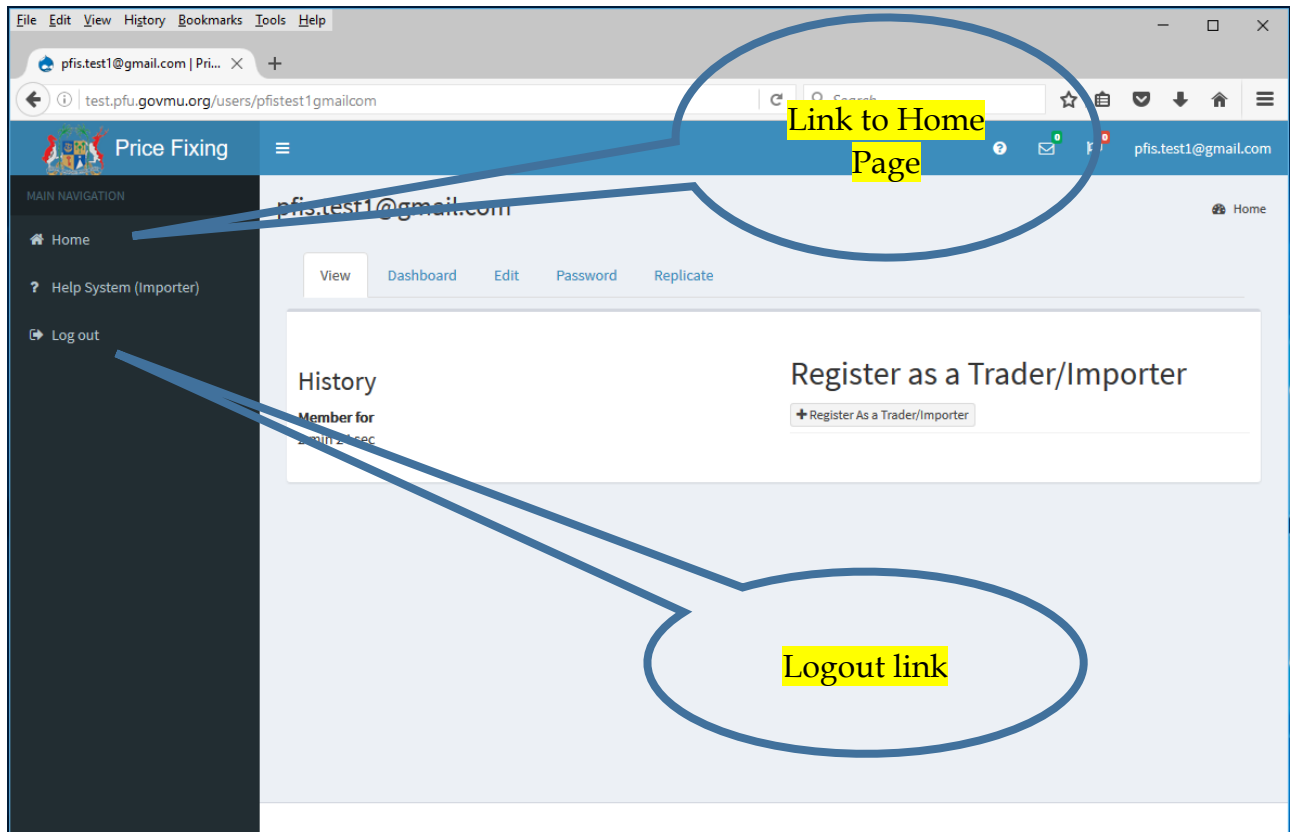 File Edit View History Bookmarks Tools Help
pfis.test1@gmail.com | Pri...
test.pfu.govmu.org/users/pfistest1gmailcom
Search
Link to Home
Page
Price Fixing
0
0
pfis.test1@gmail.com
MAIN NAVIGATION
pfis.test1@gmail.com
Home
Home
View Dashboard Edit Password Replicate
? Help System (Importer)
Log out
History
Member for
min sec
Register as a Trader/Importer
+ Register As a Trader/Importer
Logout link